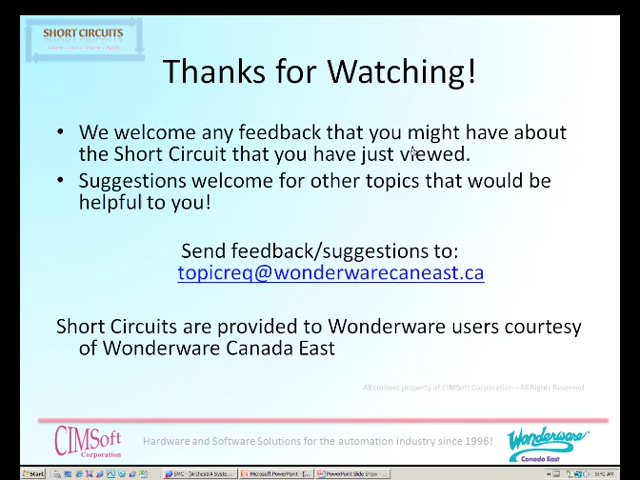 SHORT CIRCUITS
Thanks for Watching!
• We welcome any feedback that you might have about
the Short Circuit that you have just viewed.
• Suggestions welcome for other topics that would be
helpful to you!
Send feedback/suggestions to:
topicreq@wonderwarecaneast.ca
Short Circuits are provided to Wonderware users courtesy
of Wonderware Canada East
All content property of CIMSoft Corporation – All Rights Reserved
CIMSoft
Corporation
Hardware and Software Solutions for the automation industry since 1996!
Wonderware
Canada East
Start
Microsoft PowerPoint - [...
PowerPoint Slide Show - ...